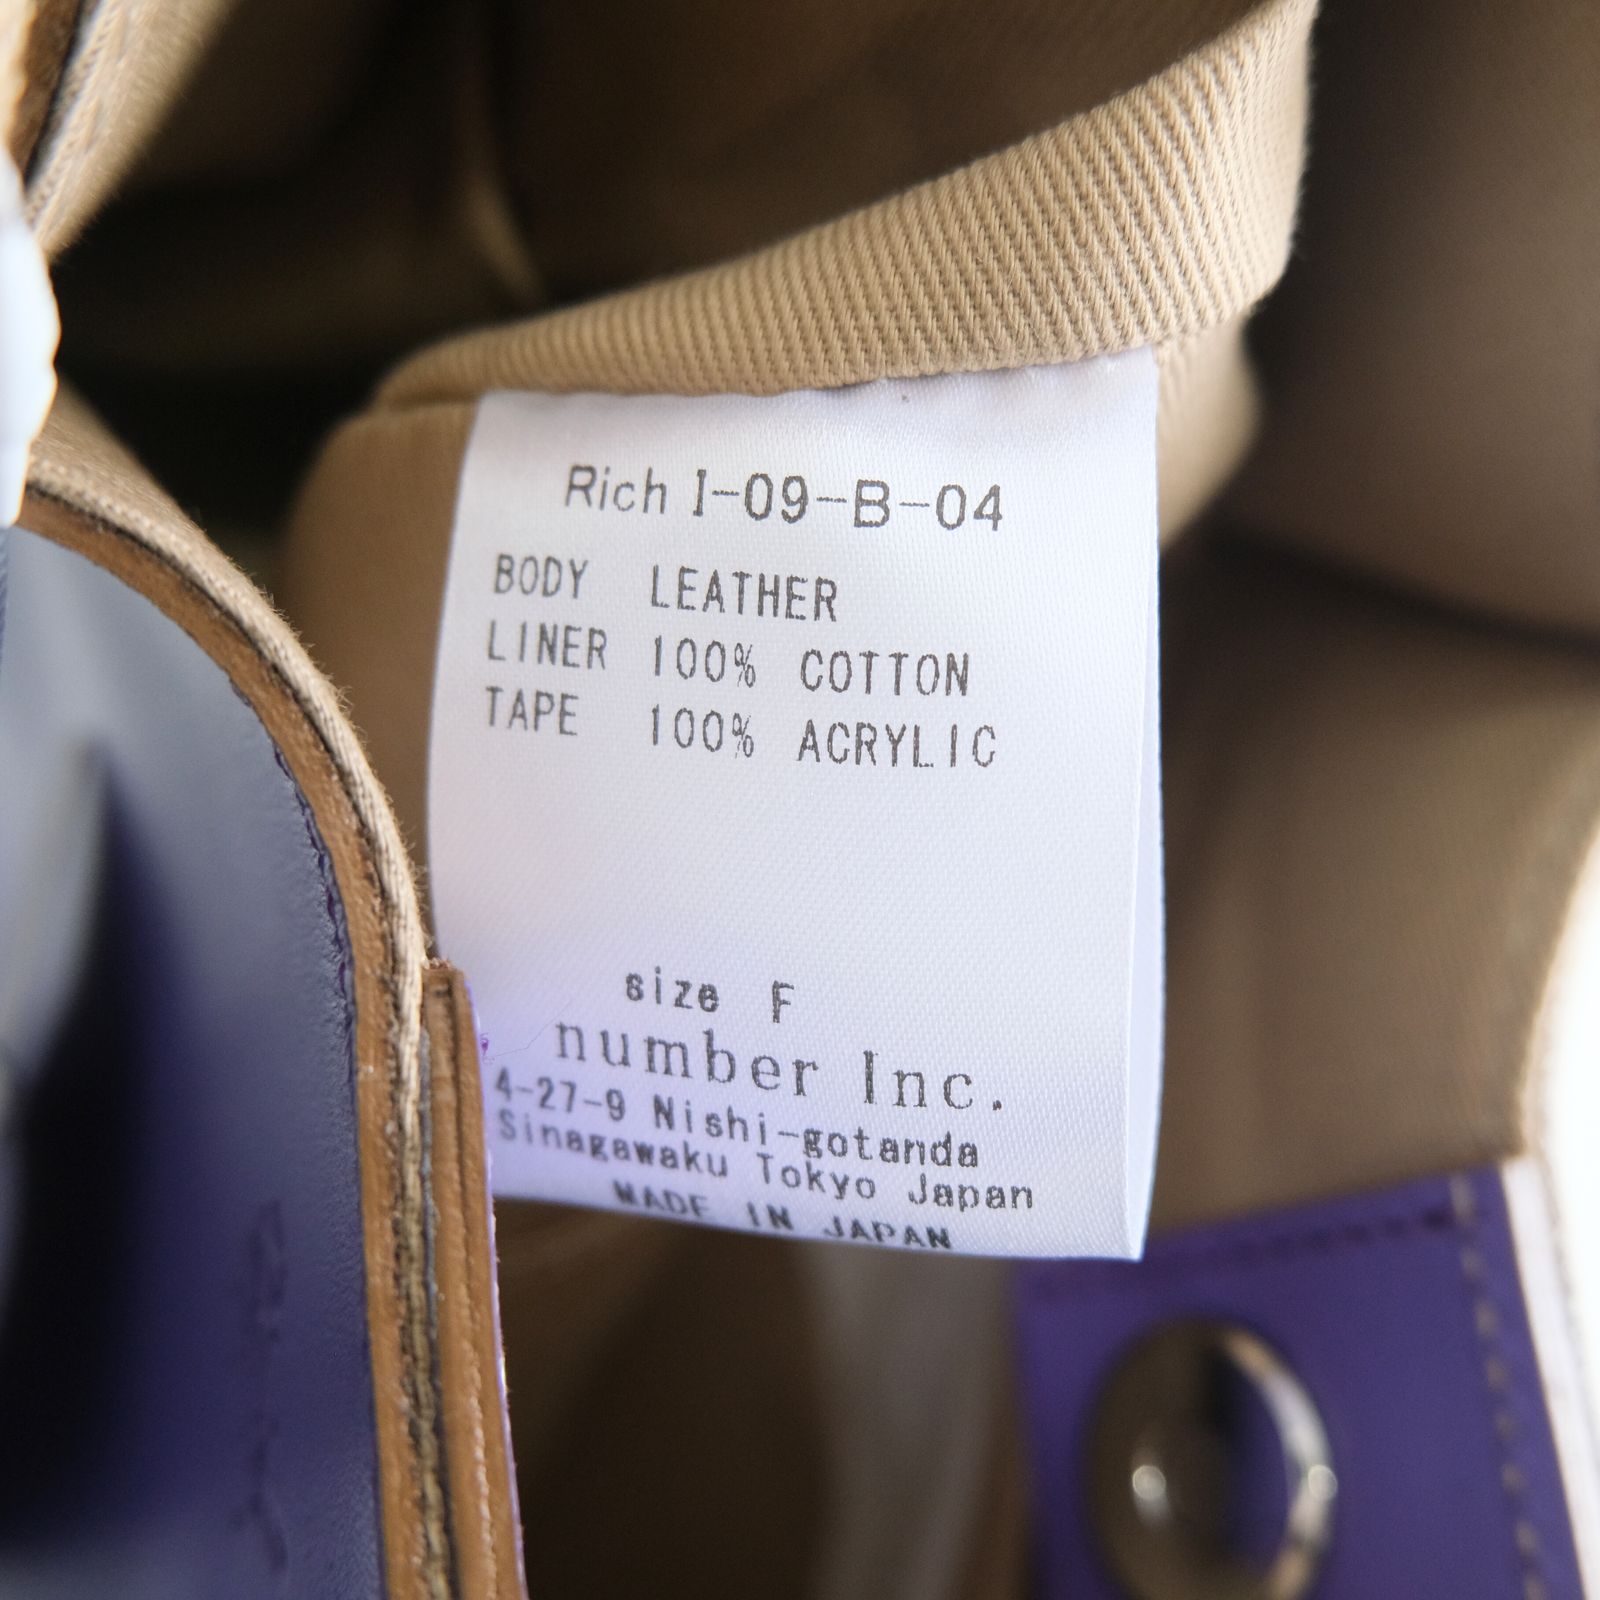 Rich I-09-B-04
BODY LEATHER
LINER 100% COTTON
TAPE 100% ACRYLIC
size F
number Inc.
4-27-9 Nishi-gotanda
Sinagawaku Tokyo Japan
MADE IN JAPAN